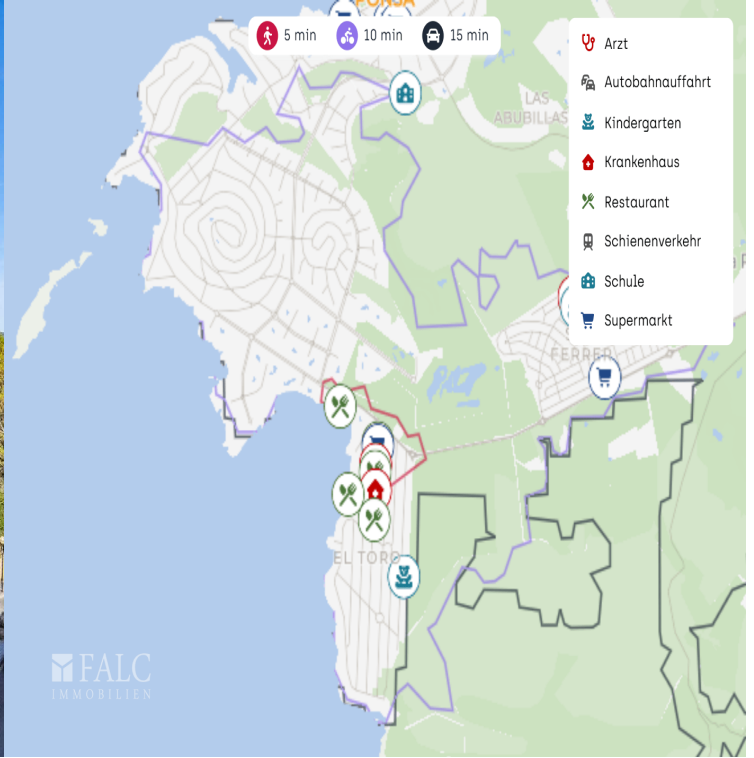 PONSA
5 min
10 min
15 min
Arzt
Autobahnauffahrt
Kindergarten
Krankenhaus
Restaurant
Schienenverkehr
Schule
Supermarkt
LAS
ABUBILLAS
FERRER
EL TORO
FALC
IMMOBILIEN